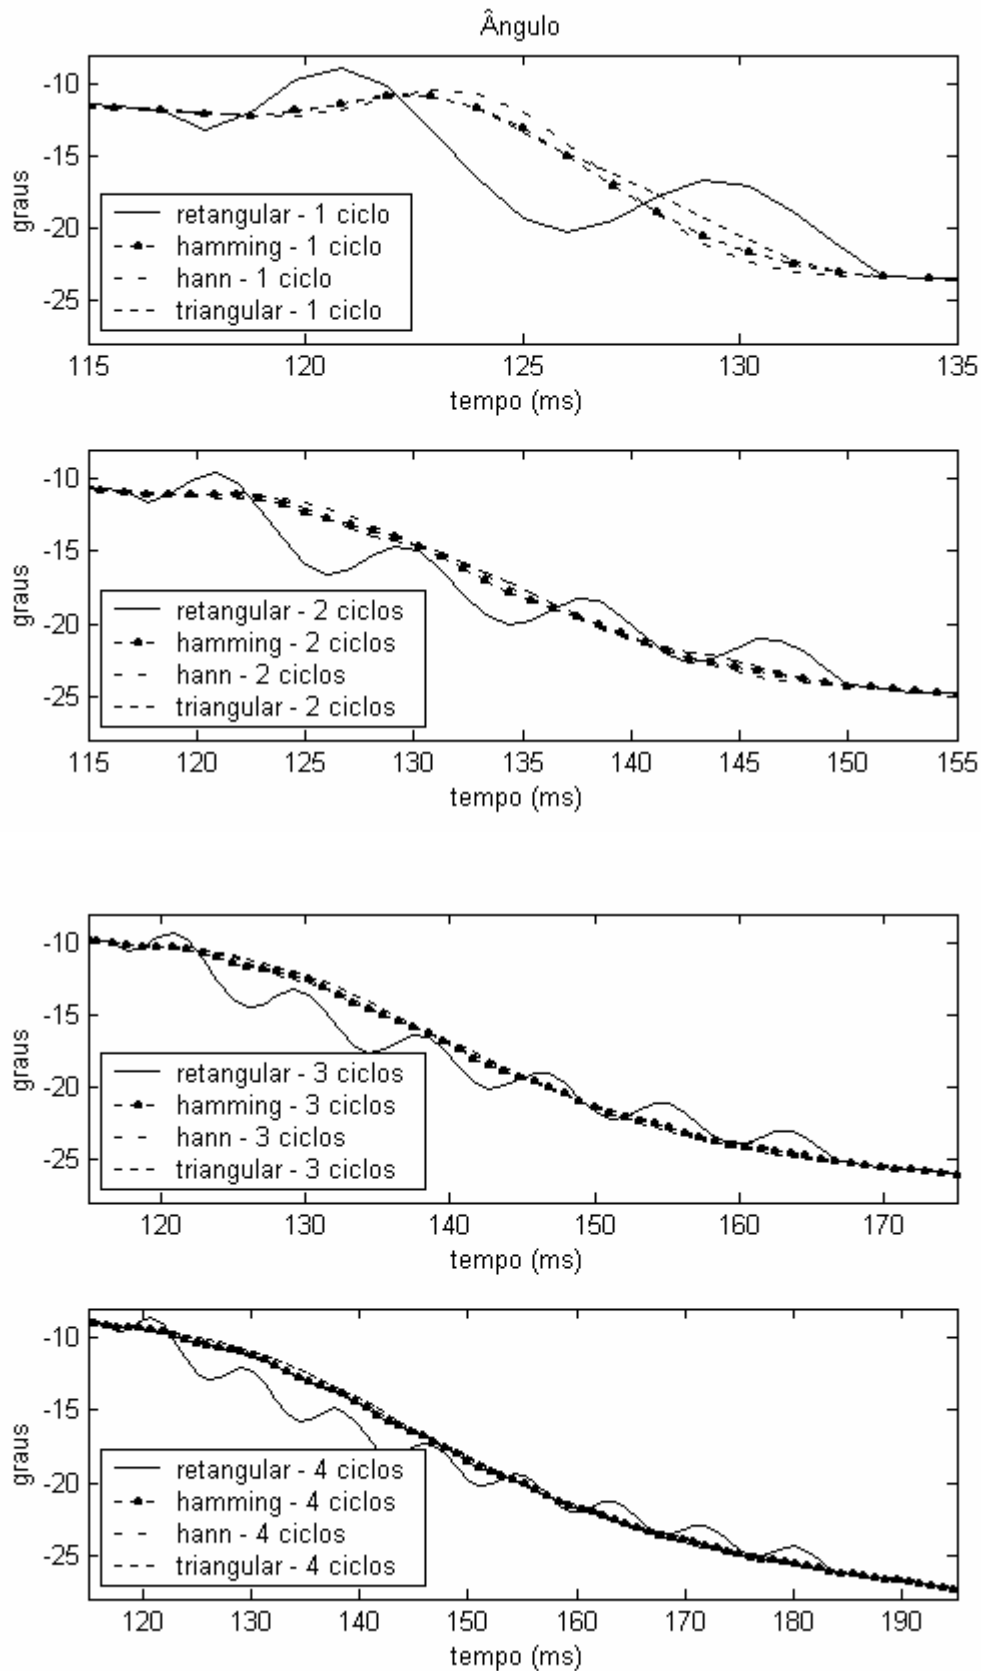 Ângulo
-10
-15
-20
-25
graus
retangular - 1 ciclo
hamming - 1 ciclo
hann - 1 ciclo
triangular - 1 ciclo
115 120 125 130 135
tempo (ms)
-10
-15
-20
-25
graus
retangular - 2 ciclos
hamming - 2 ciclos
hann - 2 ciclos
triangular - 2 ciclos
115 120 125 130 135 140 145 150 155
tempo (ms)
-10
-15
-20
-25
graus
retangular - 3 ciclos
hamming - 3 ciclos
hann - 3 ciclos
triangular - 3 ciclos
120 130 140 150 160 170
tempo (ms)
-10
-15
-20
-25
graus
retangular - 4 ciclos
hamming - 4 ciclos
hann - 4 ciclos
triangular - 4 ciclos
120 130 140 150 160 170 180 190
tempo (ms)